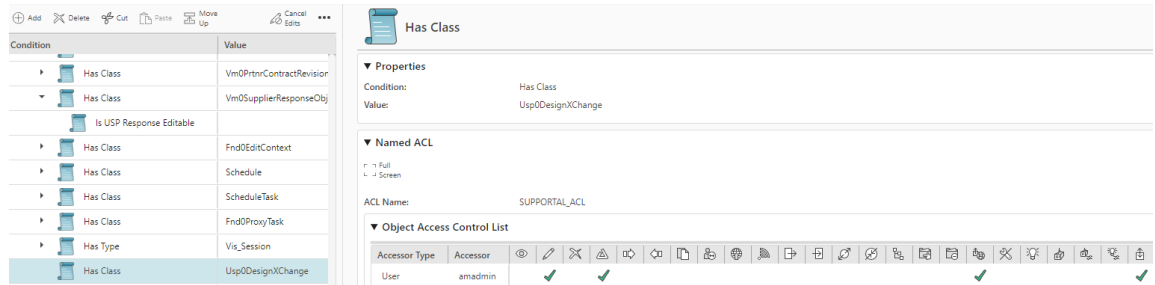 Add Delete Cut Paste Move Up Cancel Edits
Condition Value
Has Class Vm0PrtnrContractRevision
Has Class Vm0SupplierResponseObj
Is USP Response Editable
Has Class Fnd0EditContext
Has Class Schedule
Has Class ScheduleTask
Has Class Fnd0ProxyTask
Has Type Vis_Session
Has Class Usp0DesignXChange
Has Class
Properties
Condition: Has Class
Value: Usp0DesignXChange
Named ACL
Full
Screen
ACL Name: SUPPORTAL_ACL
Object Access Control List
Accessor Type Accessor
User amadmin